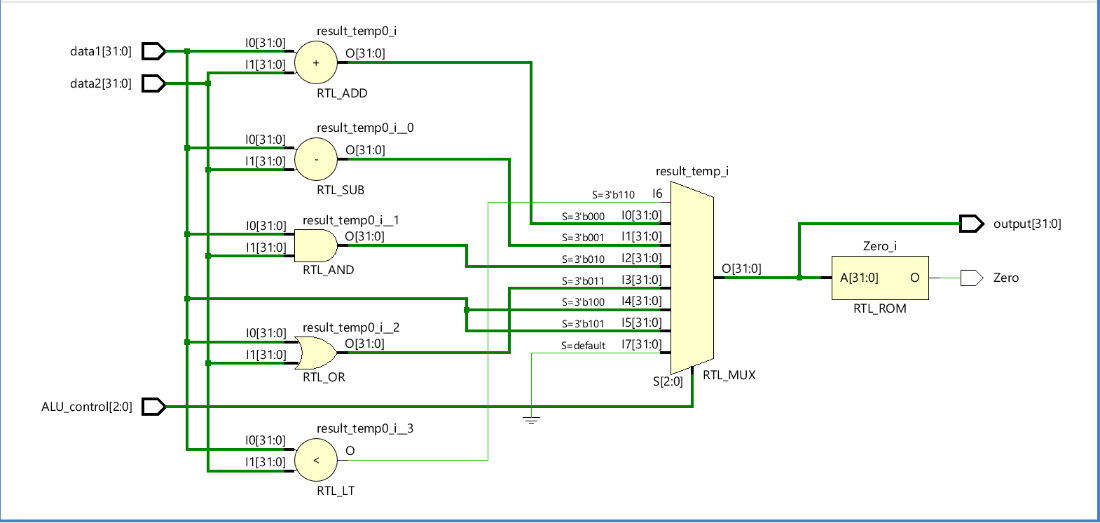 data1[31:0]
data2[31:0]
result_temp0_i
I0[31:0]
I1[31:0]
+
O[31:0]
RTL_ADD
result_temp0_i__0
I0[31:0]
I1[31:0]
-
O[31:0]
RTL_SUB
result_temp0_i__1
I0[31:0]
I1[31:0]
O[31:0]
RTL_AND
result_temp0_i__2
I0[31:0]
I1[31:0]
O[31:0]
RTL_OR
ALU_control[2:0]
result_temp0_i__3
I0[31:0]
I1[31:0]
<
O
RTL_LT
result_temp_i
S=3'b110 I6
S=3'b000 I0[31:0]
S=3'b001 I1[31:0]
S=3'b010 I2[31:0]
S=3'b011 I3[31:0]
S=3'b100 I4[31:0]
S=3'b101 I5[31:0]
S=default I7[31:0]
S[2:0]
RTL_MUX
O[31:0]
output[31:0]
Zero_i
A[31:0] O
RTL_ROM
Zero